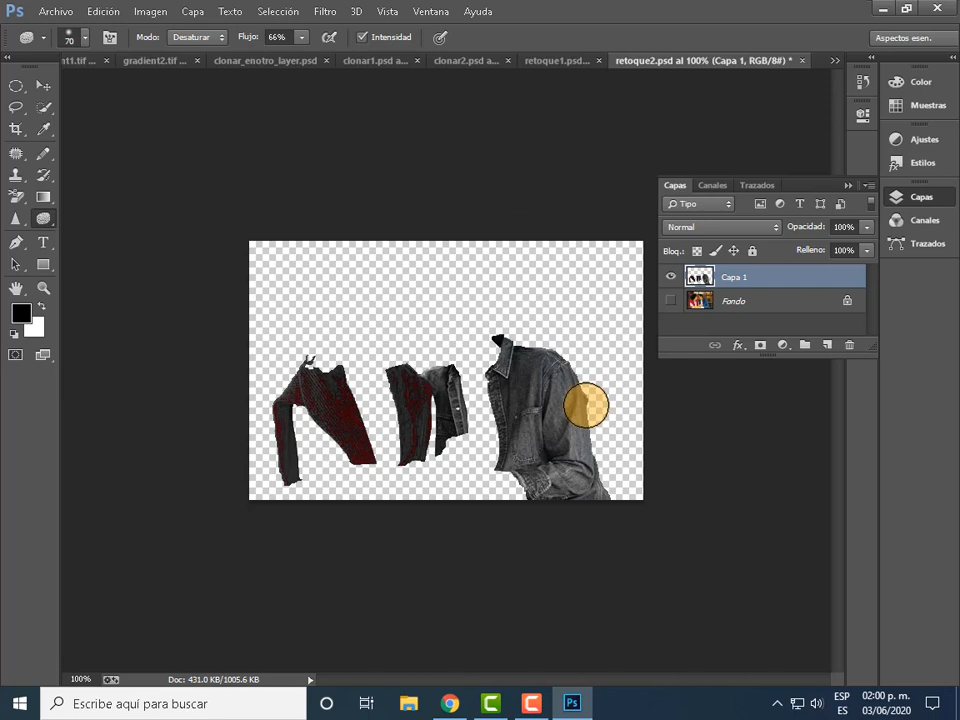 Ps Archivo Edición Imagen Capa Texto Selección Filtro 3D Vista Ventana Ayuda
70 Modo: Desaturar Flujo: 66% Intensidad Aspectos esen.
nt1.tif ... × gradient2.tif ... × clonar_enotro_layer.psd × clonar1.psd a... × clonar2.psd a... × retoque1.psd... × retoque2.psd al 100% (Capa 1, RGB/8#) * ×
Color
Muestras
Ajustes
Estilos
Capas
Canales
Trazados
Capas Canales Trazados
Tipo
Normal Opacidad: 100%
Bloq.: Relleno: 100%
Capa 1
Fondo
fx
100% Doc: 431.0 KB/1005.6 KB
Escribe aquí para buscar
Ps
ESP
ES
02:00 p. m.
03/06/2020